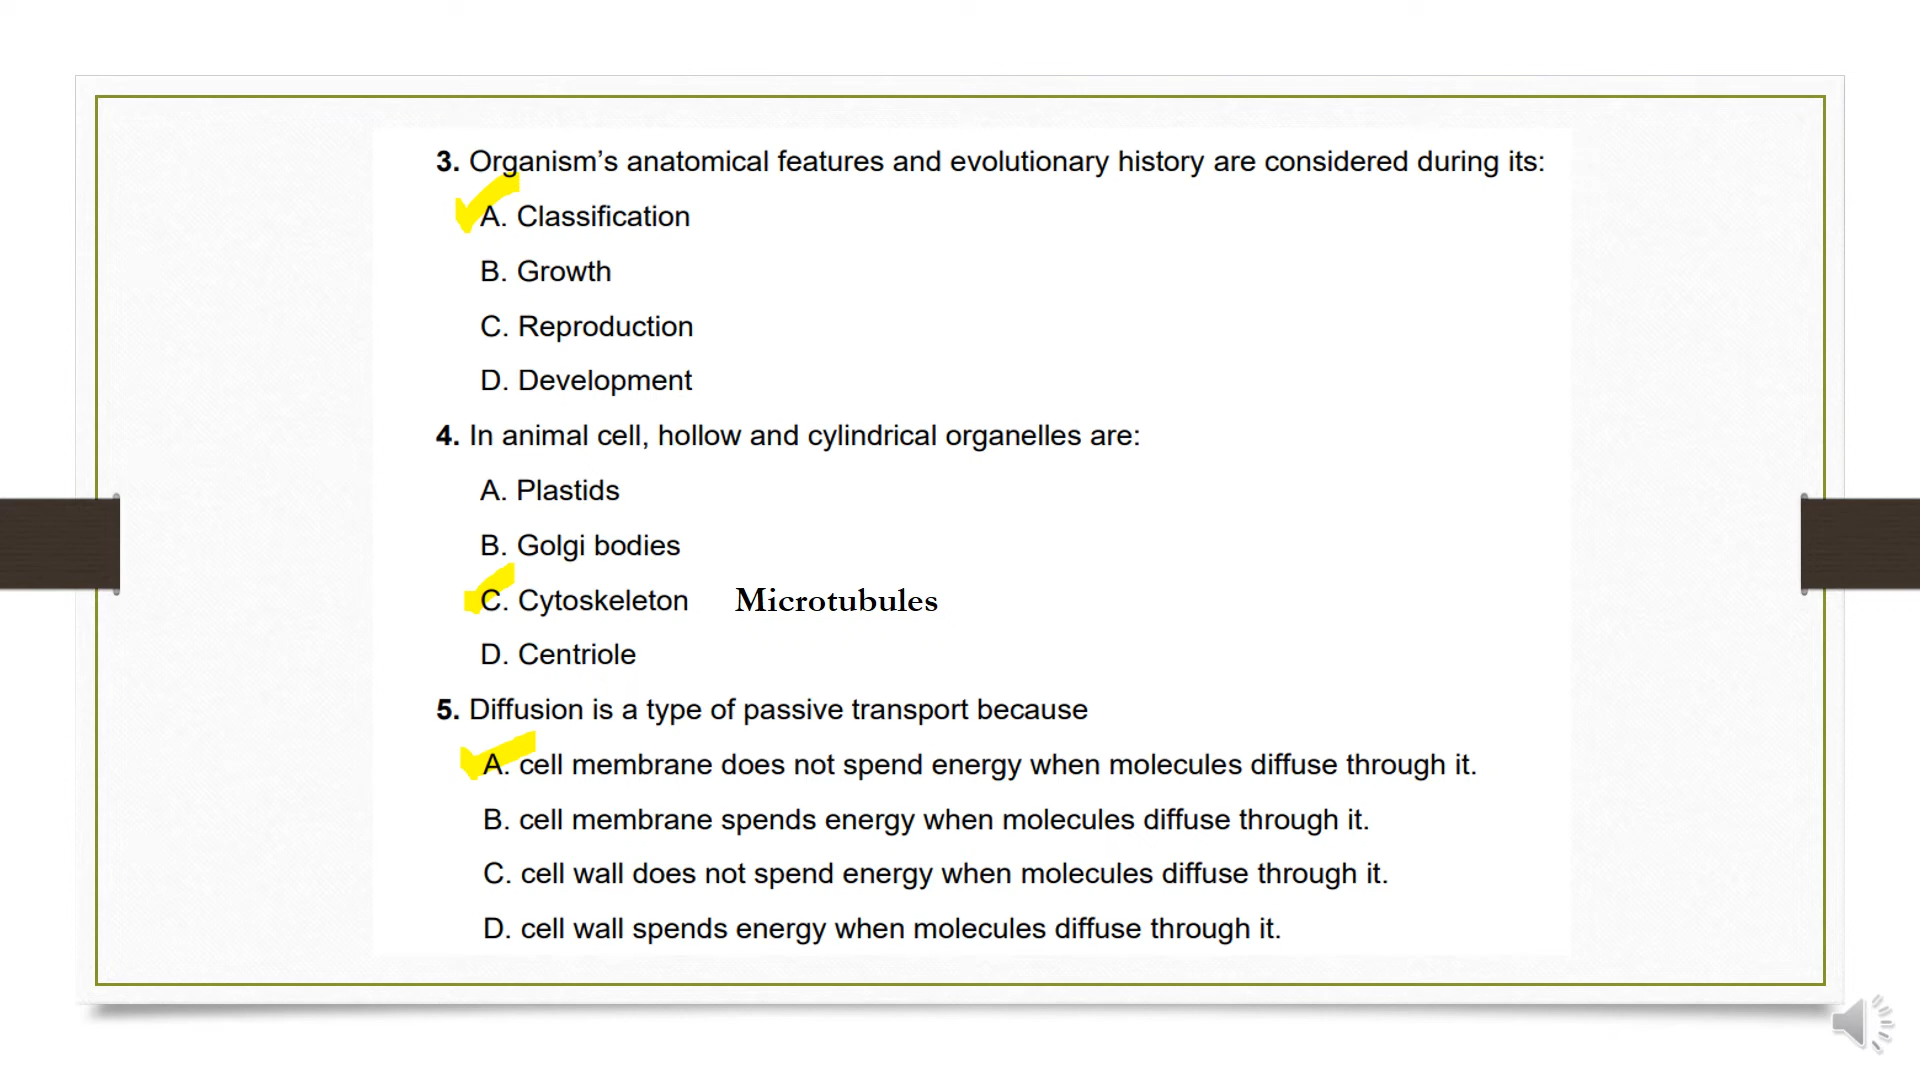 3. Organism’s anatomical features and evolutionary history are considered during its:
A. Classification
B. Growth
C. Reproduction
D. Development
4. In animal cell, hollow and cylindrical organelles are:
A. Plastids
B. Golgi bodies
C. Cytoskeleton Microtubules
D. Centriole
5. Diffusion is a type of passive transport because
A. cell membrane does not spend energy when molecules diffuse through it.
B. cell membrane spends energy when molecules diffuse through it.
C. cell wall does not spend energy when molecules diffuse through it.
D. cell wall spends energy when molecules diffuse through it.